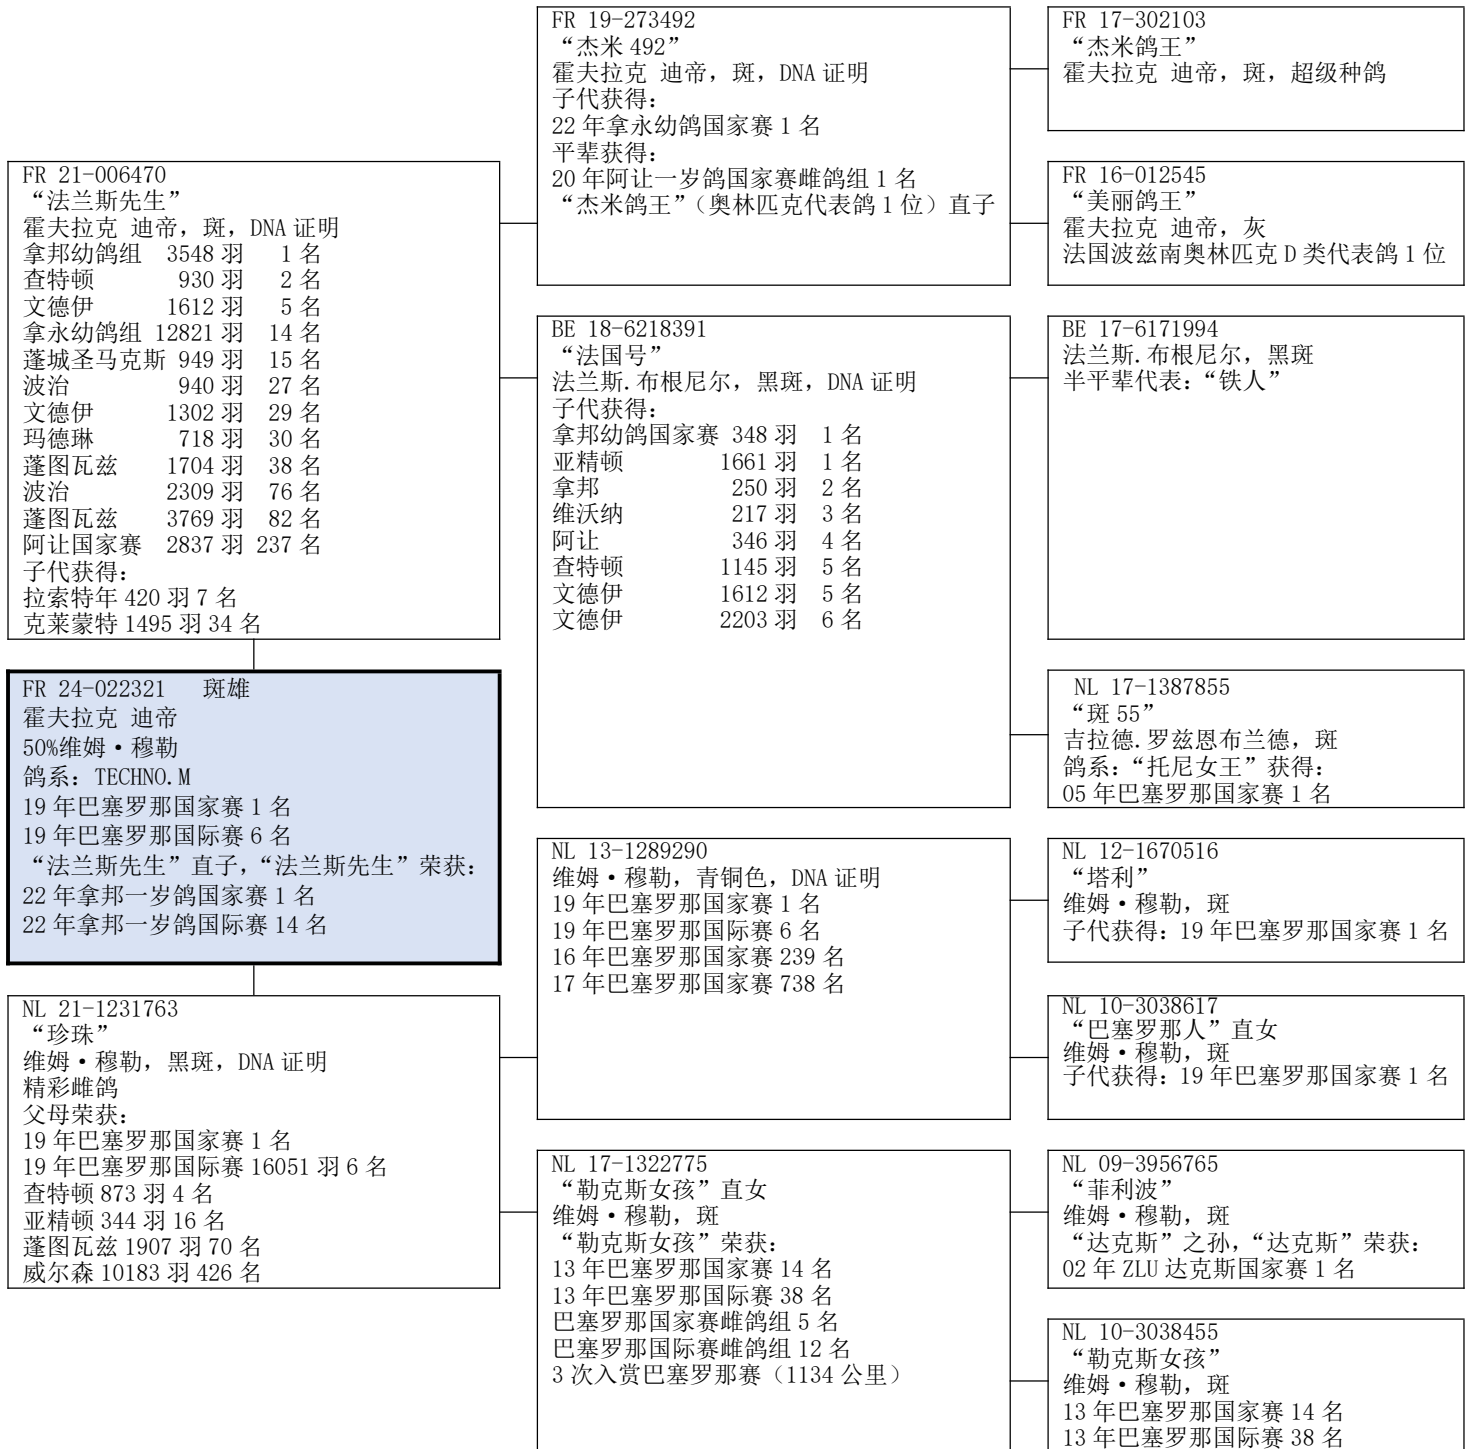 FR 21-006470
“法兰斯先生”
霍夫拉克 迪帝，斑，DNA 证明
拿邦幼鸽组 3548 羽 1 名
查特顿 930 羽 2 名
文德伊 1612 羽 5 名
拿永幼鸽组 12821 羽 14 名
蓬城圣马克斯 949 羽 15 名
波治 940 羽 27 名
文德伊 1302 羽 29 名
玛德琳 718 羽 30 名
蓬图瓦兹 1704 羽 38 名
波治 2309 羽 76 名
蓬图瓦兹 3769 羽 82 名
阿让国家赛 2837 羽 237 名
子代获得：
拉索特年 420 羽 7 名
克莱蒙特 1495 羽 34 名
FR 24-022321 斑雄
霍夫拉克 迪帝
50%维姆·穆勒
鸽系：TECHNO.M
19 年巴塞罗那国家赛 1 名
19 年巴塞罗那国际赛 6 名
“法兰斯先生”直子，“法兰斯先生”荣获：
22 年拿邦一岁鸽国家赛 1 名
22 年拿邦一岁鸽国际赛 14 名
NL 21-1231763
“珍珠”
维姆·穆勒，黑斑，DNA 证明
精彩雌鸽
父母荣获：
19 年巴塞罗那国家赛 1 名
19 年巴塞罗那国际赛 16051 羽 6 名
查特顿 873 羽 4 名
亚精顿 344 羽 16 名
蓬图瓦兹 1907 羽 70 名
威尔森 10183 羽 426 名
FR 19-273492
“杰米 492”
霍夫拉克 迪帝，斑，DNA 证明
子代获得：
22 年拿永幼鸽国家赛 1 名
平辈获得：
20 年阿让一岁鸽国家赛雌鸽组 1 名
“杰米鸽王”（奥林匹克代表鸽 1 位）直子
BE 18-6218391
“法国号”
法兰斯.布根尼尔，黑斑，DNA 证明
子代获得：
拿邦幼鸽国家赛 348 羽 1 名
亚精顿 1661 羽 1 名
拿邦 250 羽 2 名
维沃纳 217 羽 3 名
阿让 346 羽 4 名
查特顿 1145 羽 5 名
文德伊 1612 羽 5 名
文德伊 2203 羽 6 名
NL 13-1289290
维姆·穆勒，青铜色，DNA 证明
19 年巴塞罗那国家赛 1 名
19 年巴塞罗那国际赛 6 名
16 年巴塞罗那国家赛 239 名
17 年巴塞罗那国家赛 738 名
NL 17-1322775
“勒克斯女孩”直女
维姆·穆勒，斑
“勒克斯女孩”荣获：
13 年巴塞罗那国家赛 14 名
13 年巴塞罗那国际赛 38 名
巴塞罗那国家赛雌鸽组 5 名
巴塞罗那国际赛雌鸽组 12 名
3 次入赏巴塞罗那赛（1134 公里）
FR 17-302103
“杰米鸽王”
霍夫拉克 迪帝，斑，超级种鸽
FR 16-012545
“美丽鸽王”
霍夫拉克 迪帝，灰
法国波兹南奥林匹克 D 类代表鸽 1 位
BE 17-6171994
法兰斯.布根尼尔，黑斑
半平辈代表：“铁人”
NL 17-1387855
“斑 55”
吉拉德.罗兹恩布兰德，斑
鸽系：“托尼女王”获得：
05 年巴塞罗那国家赛 1 名
NL 12-1670516
“塔利”
维姆·穆勒，斑
子代获得：19 年巴塞罗那国家赛 1 名
NL 10-3038617
“巴塞罗那人”直女
维姆·穆勒，斑
子代获得：19 年巴塞罗那国家赛 1 名
NL 09-3956765
“菲利波”
维姆·穆勒，斑
“达克斯”之孙，“达克斯”荣获：
02 年 ZLU 达克斯国家赛 1 名
NL 10-3038455
“勒克斯女孩”
维姆·穆勒，斑
13 年巴塞罗那国家赛 14 名
13 年巴塞罗那国际赛 38 名